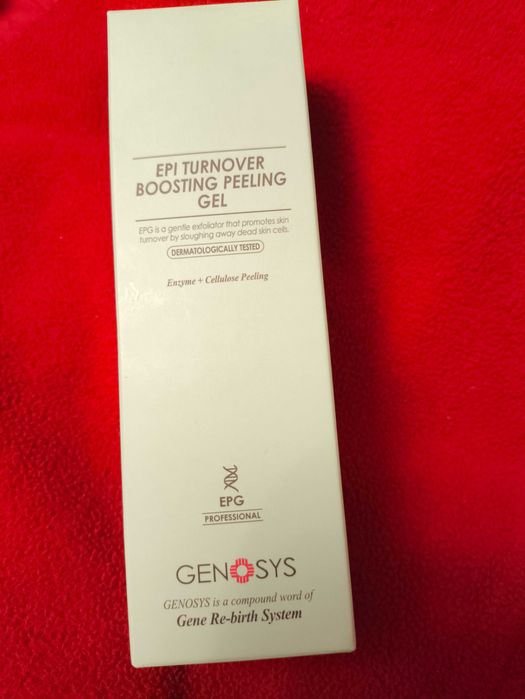 EPI TURNOVER
BOOSTING PEELING
GEL
EPG is a gentle exfoliator that promotes skin
turnover by sloughing away dead skin cells.
DERMATOLOGICALLY TESTED
Enzyme + Cellulose Peeling
EPG
PROFESSIONAL
GENOSYS
GENOSYS is a compound word of
Gene Re-birth System